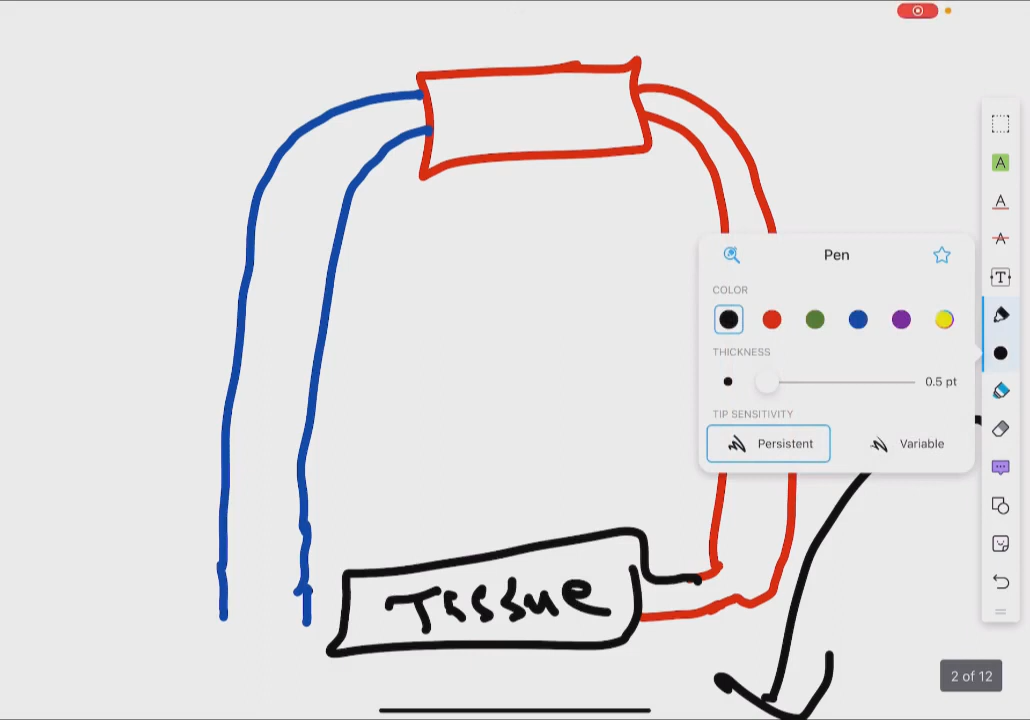 Pen
COLOR
THICKNESS
0.5 pt
TIP SENSITIVITY
Persistent
Variable
A
A
A
T
Tissue
2 of 12